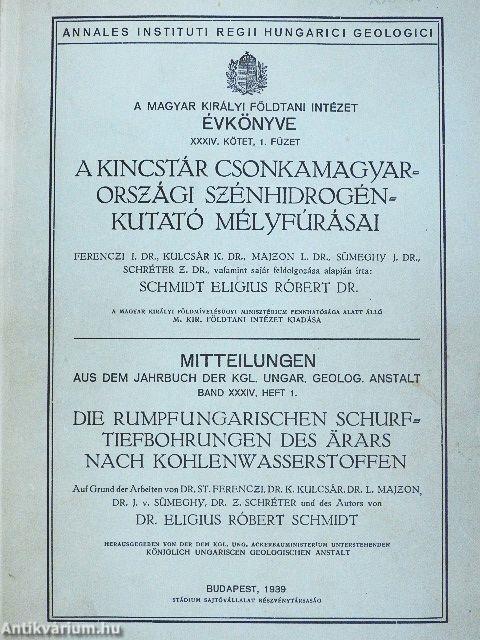 ANNALES INSTITUTI REGII HUNGARICI GEOLOGICI
A MAGYAR KIRÁLYI FÖLDTANI INTÉZET
ÉVKÖNYVE
XXXIV. KÖTET, 1. FÜZET
A KINCSTÁR CSONKAMAGYAR-
ORSZÁGI SZÉNHIDROGÉN-
KUTATÓ MÉLYFÚRÁSAI
FERENCZI I. DR., KULCSÁR K. DR., MAJZON L. DR., SÜMEGHY J. DR.,
SCHRÉTER Z. DR., valamint saját feldolgozása alapján írta:
SCHMIDT ELIGIUS RÓBERT DR.
A MAGYAR KIRÁLYI FÖLDMÍVELÉSÜGYI MINISZTÉRIUM FENNHATÓSÁGA ALATT ÁLLÓ
M. KIR. FÖLDTANI INTÉZET KIADÁSA
MITTEILUNGEN
AUS DEM JAHRBUCH DER KGL. UNGAR. GEOLOG. ANSTALT
BAND XXXIV, HEFT 1.
DIE RUMPFUNGARISCHEN SCHURF-
TIEFBOHRUNGEN DES ÄRARS
NACH KOHLENWASSERSTOFFEN
Auf Grund der Arbeiten von DR. ST. FERENCZI, DR. K. KULCSÁR, DR. L. MAJZON,
DR. J. v. SÜMEGHY, DR. Z. SCHRÉTER und des Autors von
DR. ELIGIUS RÓBERT SCHMIDT
HERAUSGEGEBEN VON DER DEM KGL. UNG. ACKERBAUMINISTERIUM UNTERSTEHENDEN
KÖNIGLICH UNGARISCEN GEOLOGISCHEN ANSTALT
BUDAPEST, 1939
STÁDIUM SAJTÓVÁLLALAT RÉSZVÉNYTÁRSASÁG
Antikvárium.hu